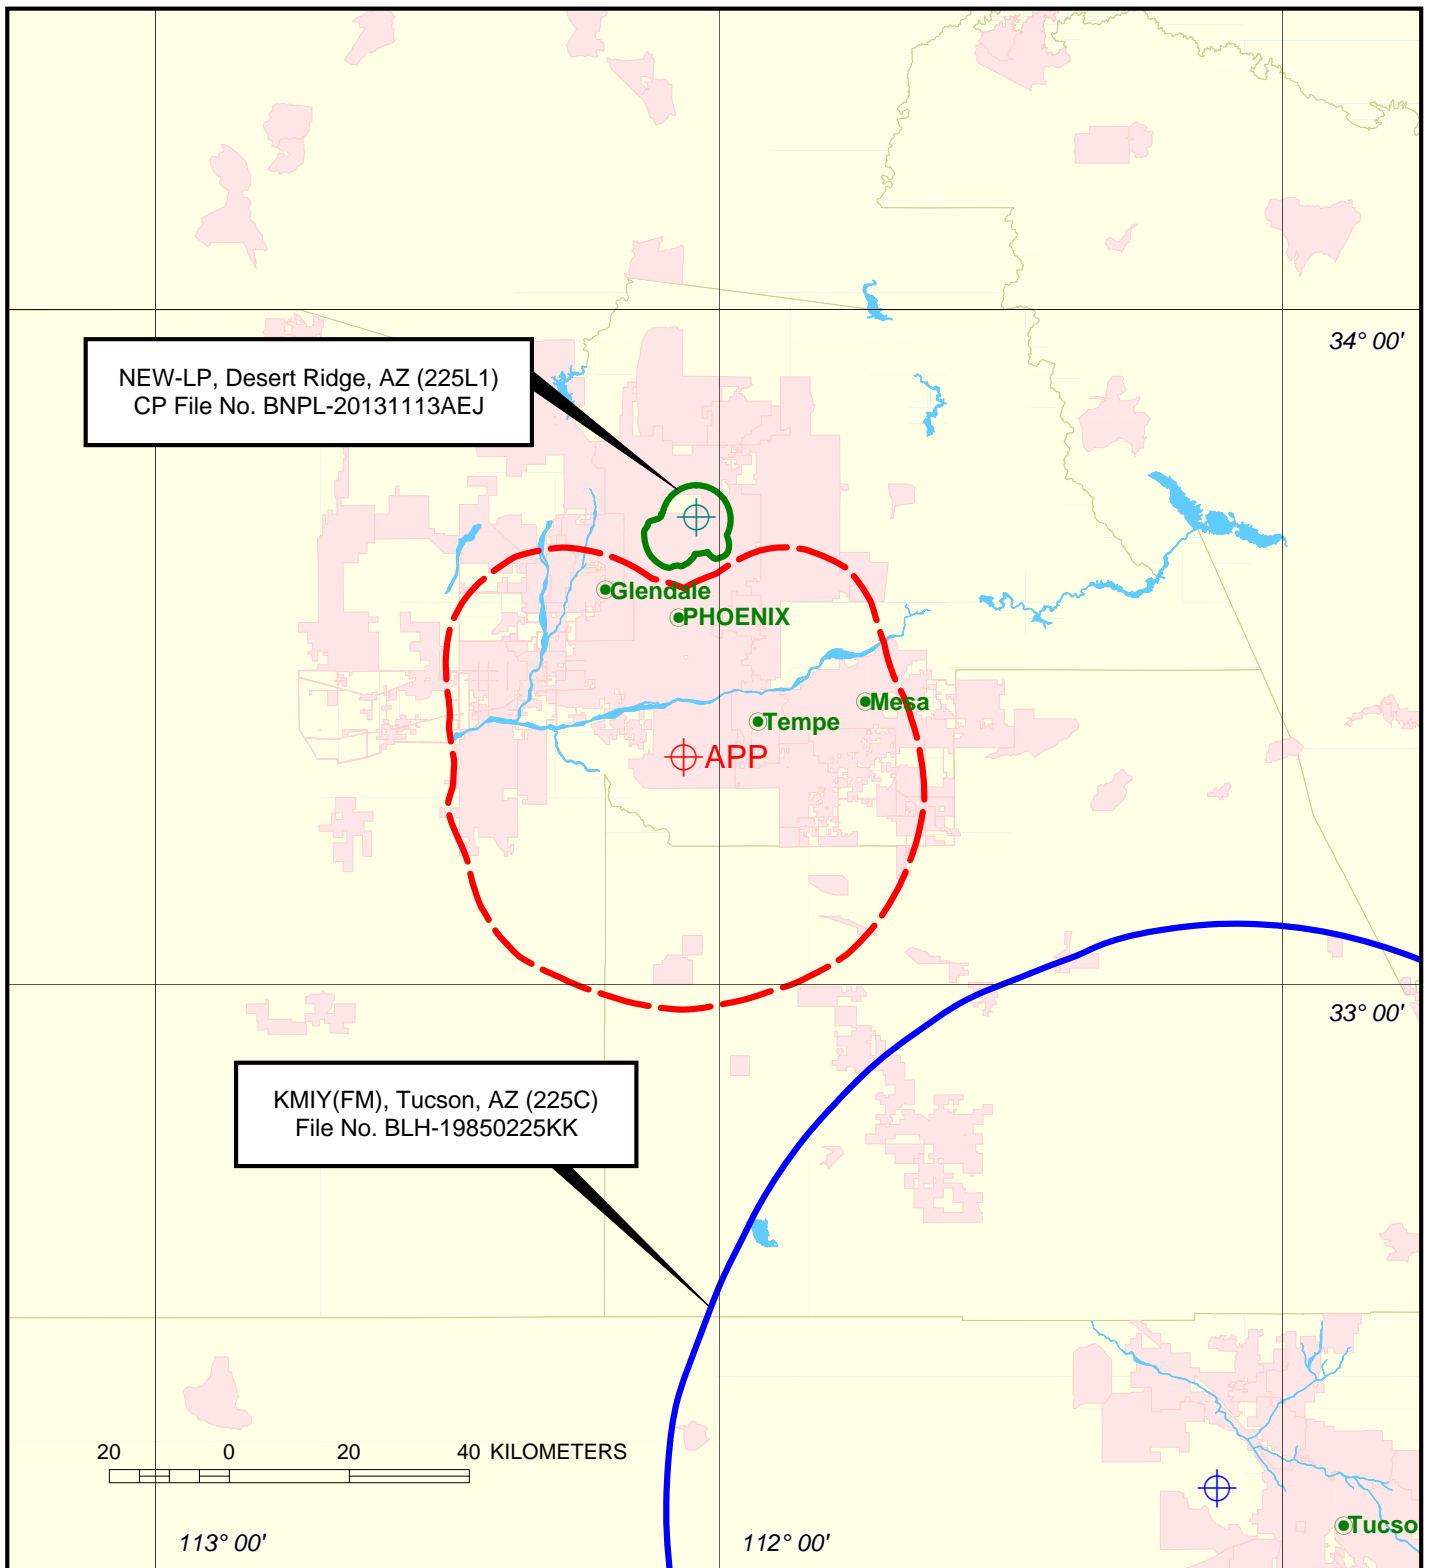 34° 00'
NEW-LP, Desert Ridge, AZ (225L1)
CP File No. BNPL-20131113AEJ
Glendale
PHOENIX
Mesa
Tempe
APP
33° 00'
KMIY(FM), Tucson, AZ (225C)
File No. BLH-19850225KK
20 0 20 40 KILOMETERS
Tucso
113° 00'
112° 00'